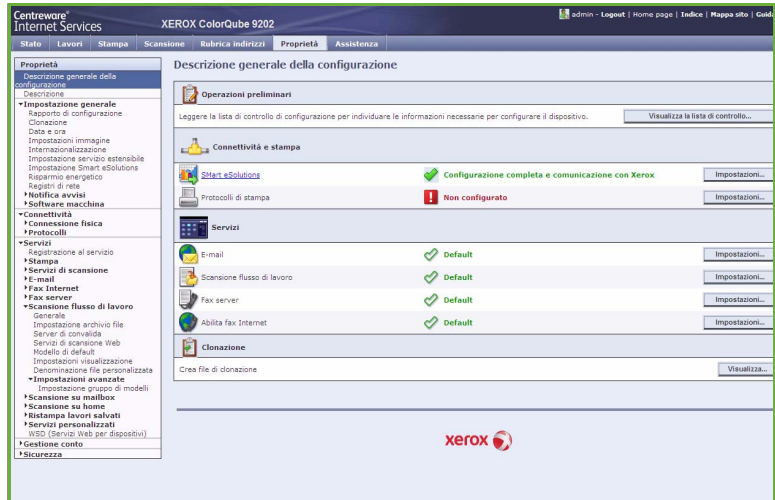 Centreware®
Internet Services
XEROX ColorQube 9202
admin - Logout | Home page | Indice | Mappa sito | Guida
Stato Lavori Stampa Scansione Rubrica indirizzi Proprietà Assistenza
Proprietà
Descrizione generale della
configurazione
Descrizione
Impostazione generale
Rapporto di configurazione
Clonazione
Data e ora
Impostazioni immagine
Internazionalizzazione
Impostazione servizio estensibile
Impostazione Smart eSolutions
Risparmio energetico
Registri di rete
Notifica avvisi
Software macchina
Connettività
Connessione fisica
Protocolli
Servizi
Registrazione al servizio
Stampa
Servizi di scansione
E-mail
Fax Internet
Fax server
Scansione flusso di lavoro
Generale
Impostazione archivio file
Server di convalida
Servizi di scansione Web
Modello di default
Impostazioni visualizzazione
Denominazione file personalizzata
Impostazioni avanzate
Impostazione gruppo di modelli
Scansione su mailbox
Scansione su home
Ristampa lavori salvati
Servizi personalizzati
WSD (Servizi Web per dispositivi)
Gestione conto
Sicurezza
Descrizione generale della configurazione
Operazioni preliminari
Leggere la lista di controllo di configurazione per individuare le informazioni necessarie per configurare il dispositivo. Visualizza la lista di controllo...
Connettività e stampa
SMart eSolutions Configurazione completa e comunicazione con Xerox Impostazioni...
Protocolli di stampa Non configurato Impostazioni...
Servizi
E-mail Default Impostazioni...
Scansione flusso di lavoro Default Impostazioni...
Fax server Default Impostazioni...
Abilita fax Internet Default Impostazioni...
Clonazione
Crea file di clonazione Visualizza...
xerox